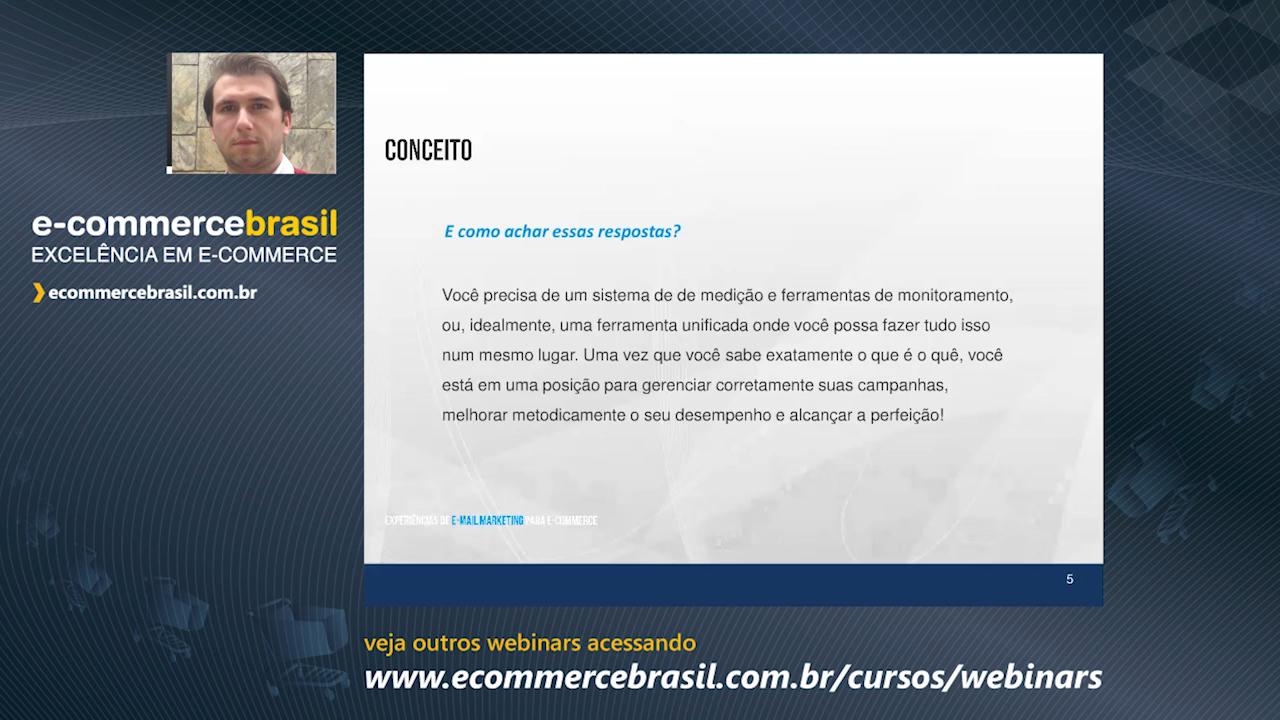 e-commercebrasil
EXCELÊNCIA EM E-COMMERCE
ecommercebrasil.com.br
CONCEITO
E como achar essas respostas?
Você precisa de um sistema de de medição e ferramentas de monitoramento,
ou, idealmente, uma ferramenta unificada onde você possa fazer tudo isso
num mesmo lugar. Uma vez que você sabe exatamente o que é o quê, você
está em uma posição para gerenciar corretamente suas campanhas,
melhorar metodicamente o seu desempenho e alcançar a perfeição!
EXPERIÊNCIAS DE E-MAIL MARKETING PARA E-COMMERCE
5
veja outros webinars acessando
www.ecommercebrasil.com.br/cursos/webinars